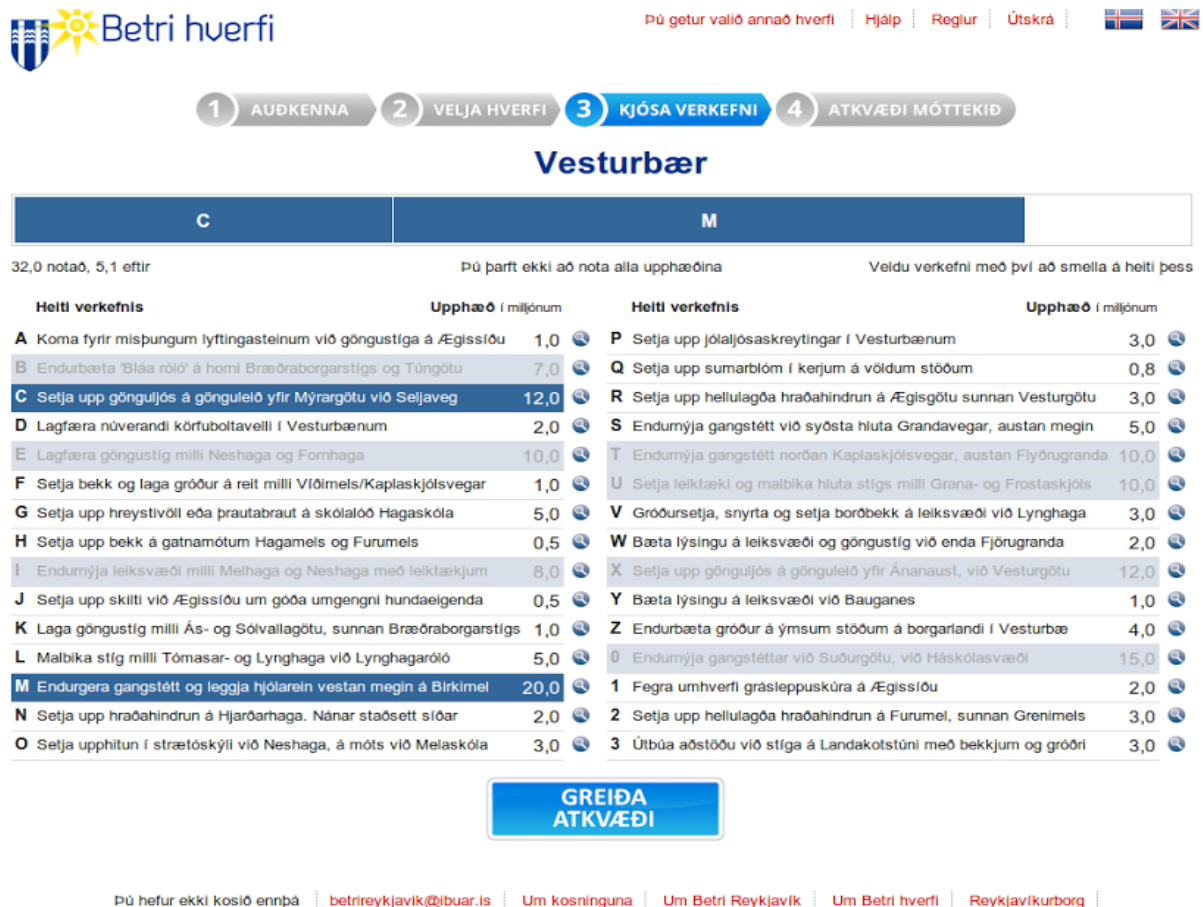 Betri hverfi
Þú getur valið annað hverfi Hjálp Reglur Útskrá
1 AUÐKENNA 2 VELJA HVERFI 3 KJÓSA VERKEFNI 4 ATKVÆÐI MÓTTEKIÐ
Vesturbær
C M
32,0 notað, 5,1 eftir Þú þarft ekki að nota alla upphæðina Veldu verkefni með því að smella á heiti þess
Heiti verkefnis Upphæð í milljónum
A Koma fyrir misþungum lyftingasteinum við göngustíga á Ægissíðu 1,0
B Endurbæta 'Bláa róló' á horni Bræðraborgarstígs og Túngötu 7,0
C Setja upp gönguljós á gönguleið yfir Mýrargötu við Seljaveg 12,0
D Lagfæra núverandi körfuboltavelli í Vesturbænum 2,0
E Lagfæra göngustíg milli Neshaga og Fornhaga 10,0
F Setja bekk og laga gróður á reit milli Víðimels/Kaplaskjólsvegar 1,0
G Setja upp hreystivöll eða þrautabraut á skólalóð Hagaskóla 5,0
H Setja upp bekk á gatnamótum Hagamels og Furumels 0,5
I Endurnýja leiksvæði milli Melhaga og Neshaga með leiktækjum 8,0
J Setja upp skilti við Ægissíðu um góða umgengni hundaeigenda 0,5
K Laga göngustíg milli Ás- og Sólvallagötu, sunnan Bræðraborgarstígs 1,0
L Malbika stíg milli Tómasar- og Lynghaga við Lynghagaróló 5,0
M Endurgera gangstétt og leggja hjólarein vestan megin á Birkimel 20,0
N Setja upp hraðahindrun á Hjarðarhaga. Nánar staðsett síðar 2,0
O Setja upphitun í strætóskýli við Neshaga, á móts við Melaskóla 3,0
Heiti verkefnis Upphæð í milljónum
P Setja upp jólaljósaskreytingar í Vesturbænum 3,0
Q Setja upp sumarblóm í kerjum á völdum stöðum 0,8
R Setja upp hellulagða hraðahindrun á Ægisgötu sunnan Vesturgötu 3,0
S Endurnýja gangstétt við syðsta hluta Grandavegar, austan megin 5,0
T Endurnýja gangstétt norðan Kaplaskjólsvegar, austan Flyðrugranda 10,0
U Setja leiktæki og malbika hluta stígs milli Grana- og Frostaskjóls 10,0
V Gróðursetja, snyrta og setja borðbekk á leiksvæði við Lynghaga 3,0
W Bæta lýsingu á leiksvæði og göngustíg við enda Fjörugranda 2,0
X Setja upp gönguljós á gönguleið yfir Ánanaust, við Vesturgötu 12,0
Y Bæta lýsingu á leiksvæði við Bauganes 1,0
Z Endurbæta gróður á ýmsum stöðum á borgarlandi í Vesturbæ 4,0
0 Endurnýja gangstéttar við Suðurgötu, við Háskólasvæði 15,0
1 Fegra umhverfi grásleppuskúra á Ægissíðu 2,0
2 Setja upp hellulagða hraðahindrun á Furumel, sunnan Grenimels 3,0
3 Útbúa aðstöðu við stíga á Landakotstúni með bekkjum og gróðri 3,0
GREIÐA
ATKVÆÐI
Þú hefur ekki kosið ennþá betrireykjavik@ibuar.is Um kosninguna Um Betri Reykjavík Um Betri hverfi Reykjavíkurborg